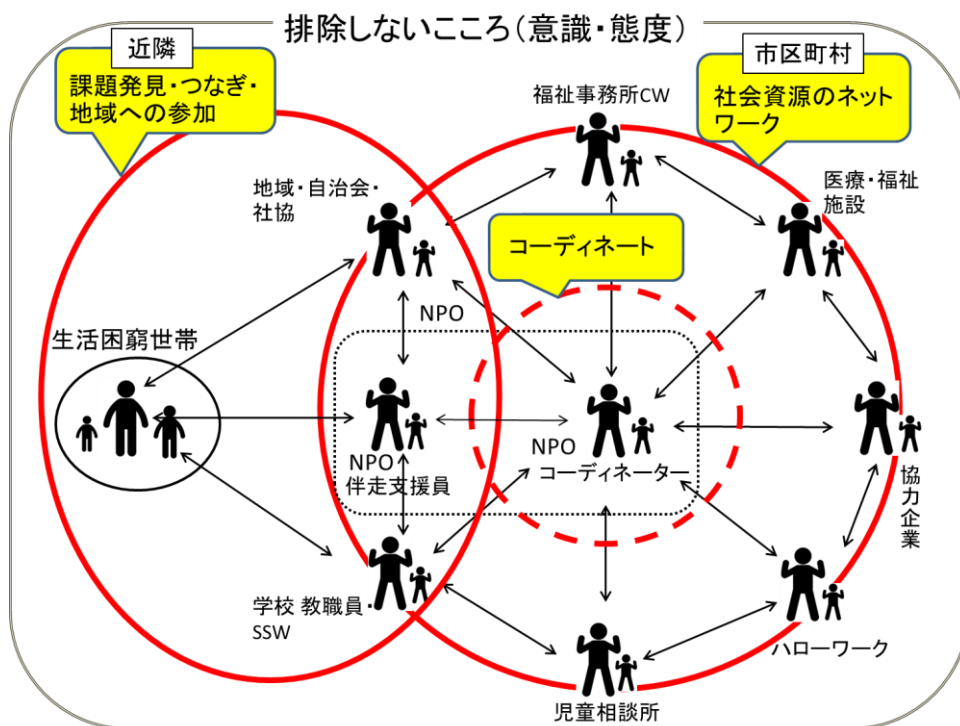 排除しないこころ（意識・態度）
近隣
課題発見・つなぎ・
地域への参加
市区町村
社会資源のネット
ワーク
福祉事務所CW
地域・自治会・
社協
医療・福祉
施設
コーディネート
NPO
生活困窮世帯
NPO
伴走支援員
NPO
コーディネーター
協力企業
学校 教職員・
SSW
ハローワーク
児童相談所